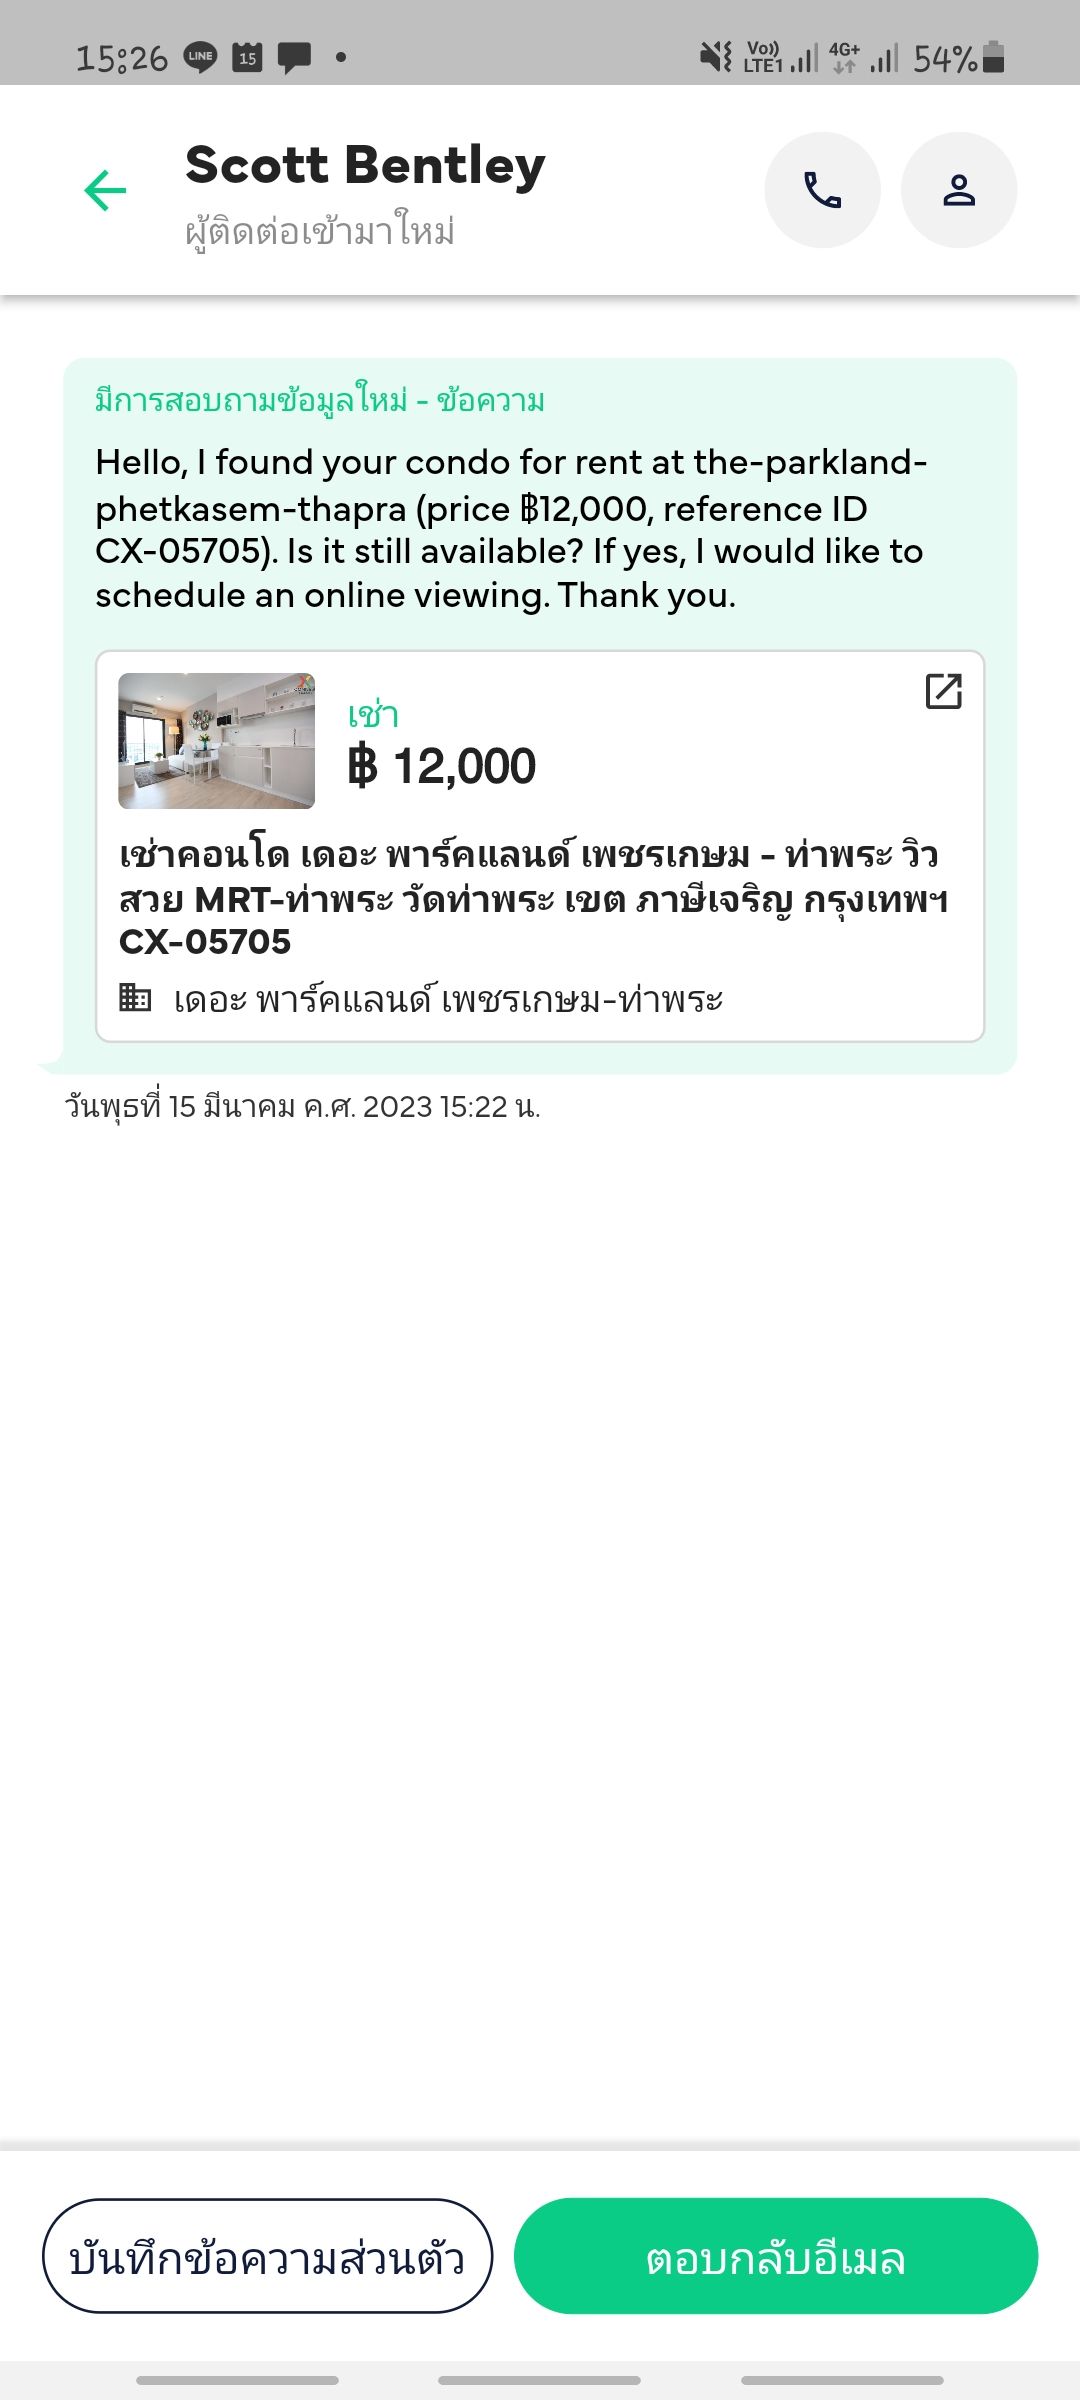 15:26 LINE 15 Vo)) LTE1 4G+ 54%
Scott Bentley
ผู้ติดต่อเข้ามาใหม่
มีการสอบถามข้อมูลใหม่ - ข้อความ
Hello, I found your condo for rent at the-parkland-
phetkasem-thapra (price ฿12,000, reference ID
CX-05705). Is it still available? If yes, I would like to
schedule an online viewing. Thank you.
เช่า
฿ 12,000
เช่าคอนโด เดอะ พาร์คแลนด์ เพชรเกษม - ท่าพระ วิว
สวย MRT-ท่าพระ วัดท่าพระ เขต ภาษีเจริญ กรุงเทพฯ
CX-05705
เดอะ พาร์คแลนด์ เพชรเกษม-ท่าพระ
วันพุธที่ 15 มีนาคม ค.ศ. 2023 15:22 น.
บันทึกข้อความส่วนตัว
ตอบกลับอีเมล